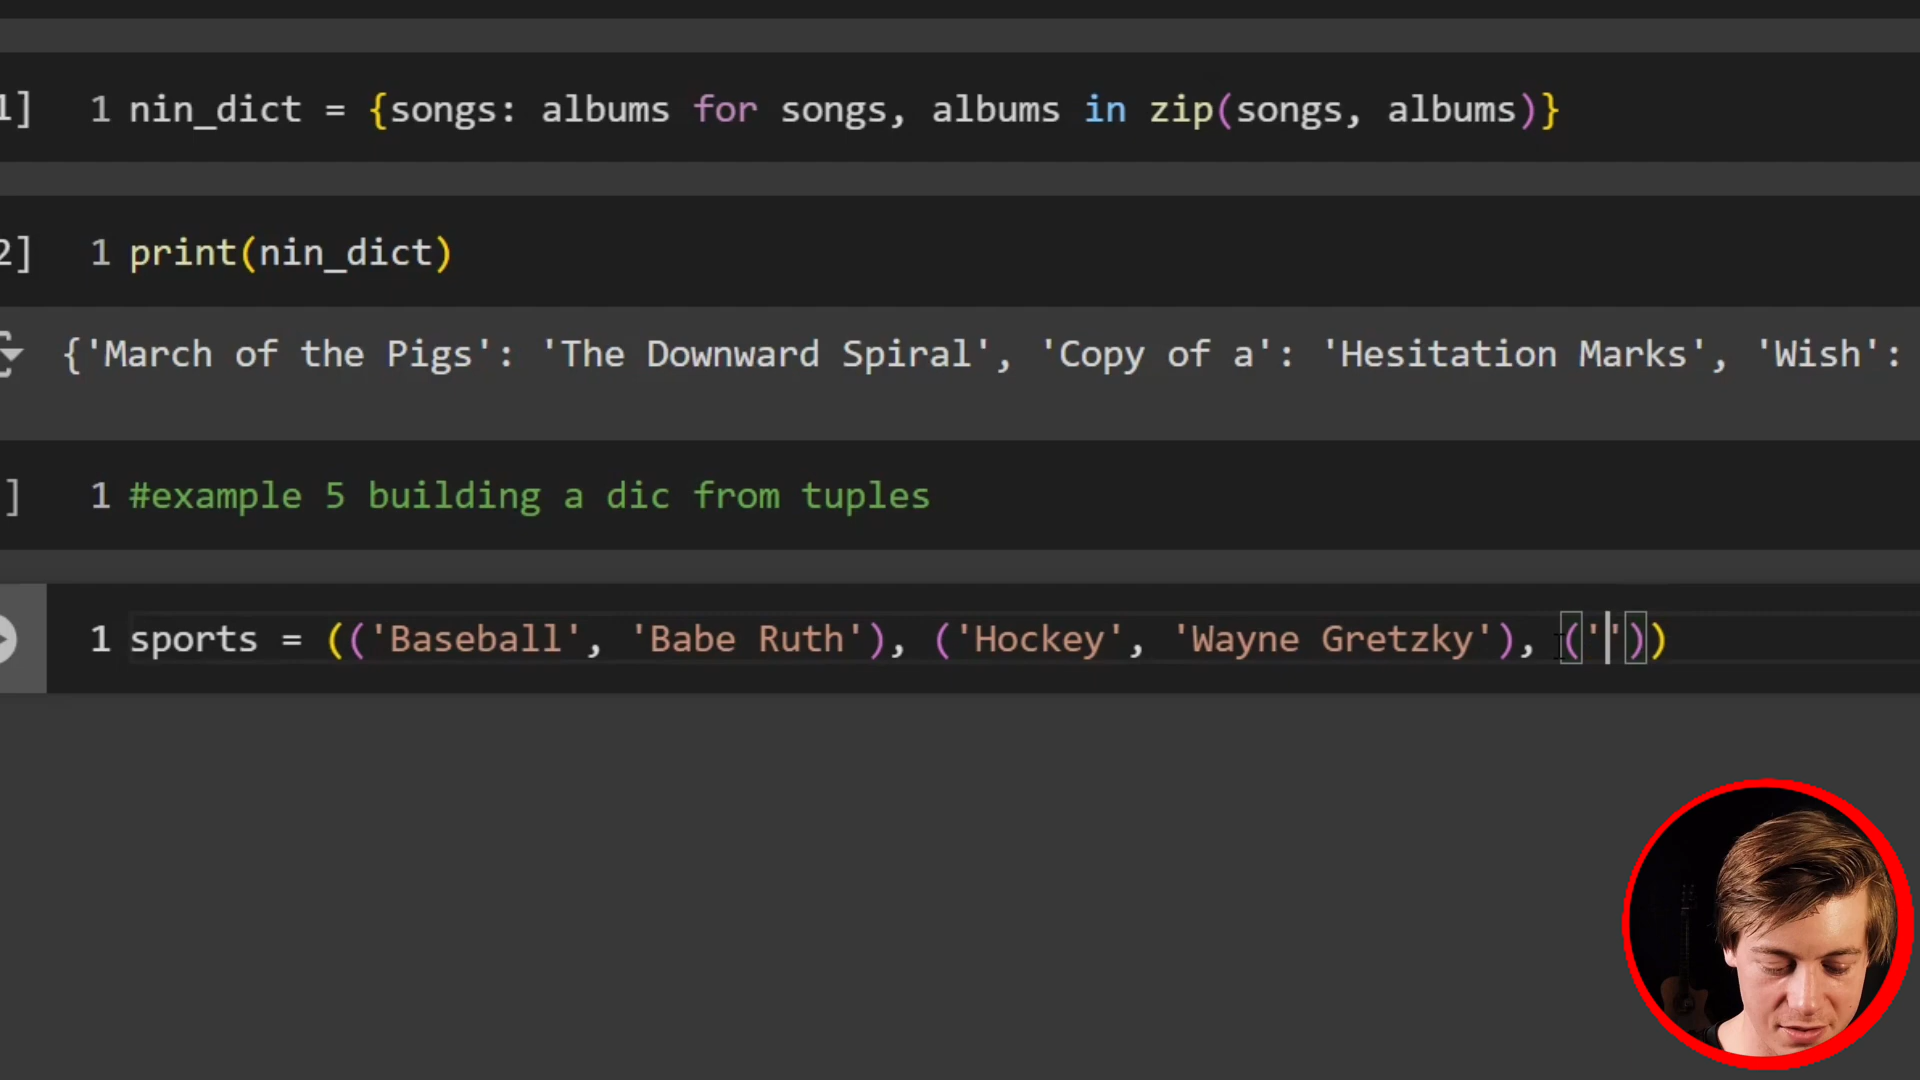 1] 1 nin_dict = {songs: albums for songs, albums in zip(songs, albums)}
2] 1 print(nin_dict)
{'March of the Pigs': 'The Downward Spiral', 'Copy of a': 'Hesitation Marks', 'Wish':
] 1 #example 5 building a dic from tuples
1 sports = (('Baseball', 'Babe Ruth'), ('Hockey', 'Wayne Gretzky'), (''))